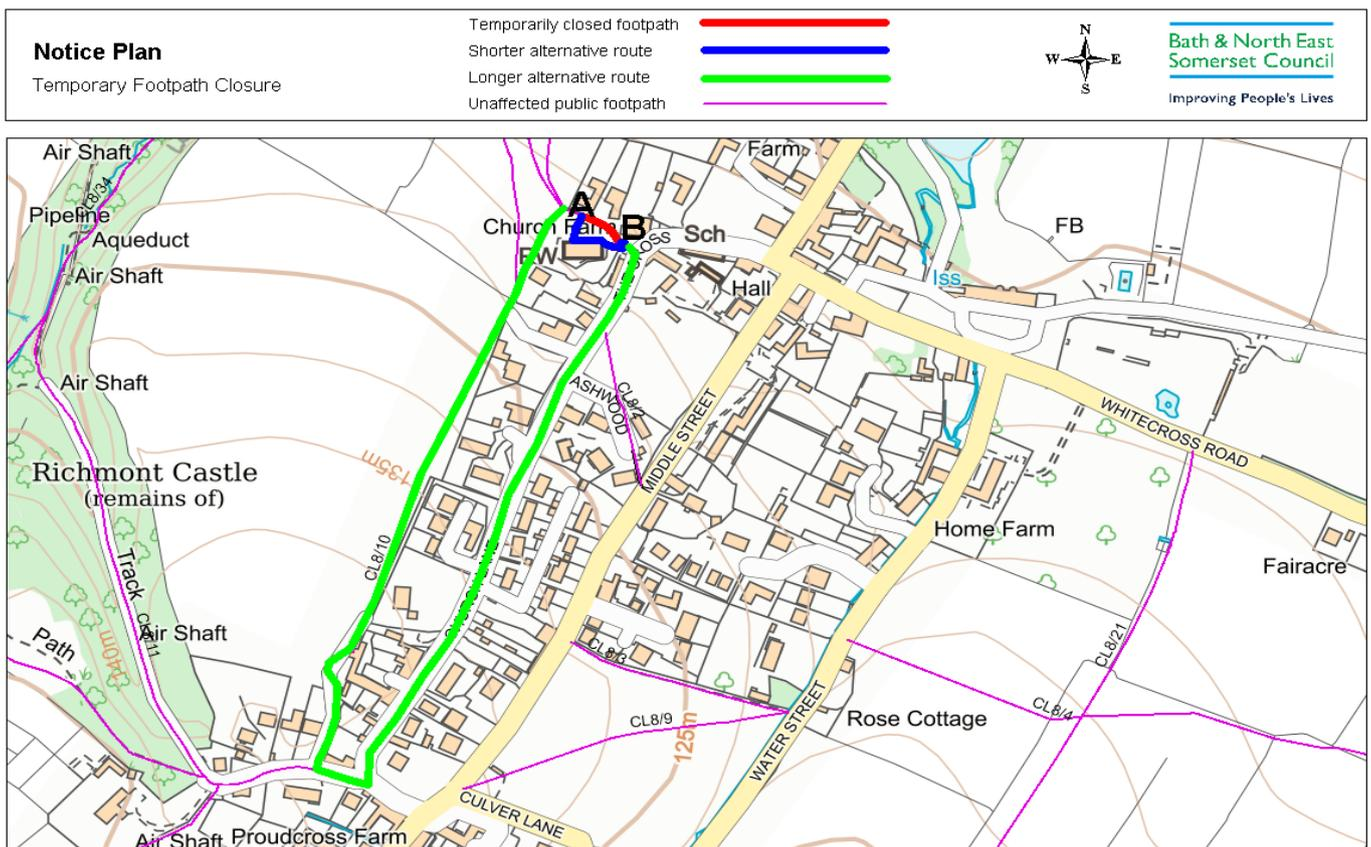 Notice Plan
Temporary Footpath Closure
Temporarily closed footpath
Shorter alternative route
Longer alternative route
Unaffected public footpath
N
W
E
S
Bath & North East
Somerset Council
Improving People's Lives
Air Shaft
CL8/34
Pipeline
Aqueduct
Air Shaft
Air Shaft
Richmont Castle
(remains of)
Track
CL8/11
Air Shaft
Path
140m
135m
CL8/10
Farm
A
Church Farm
B
Sch
Hall
FB
Iss
ASHWOOD
CL8/2
MIDDLE STREET
WHITECROSS ROAD
Home Farm
Fairacre
CL8/21
CL8/3
CL8/9
125m
WATER STREET
Rose Cottage
CL8/4
CULVER LANE
Air Shaft
Proudcross Farm